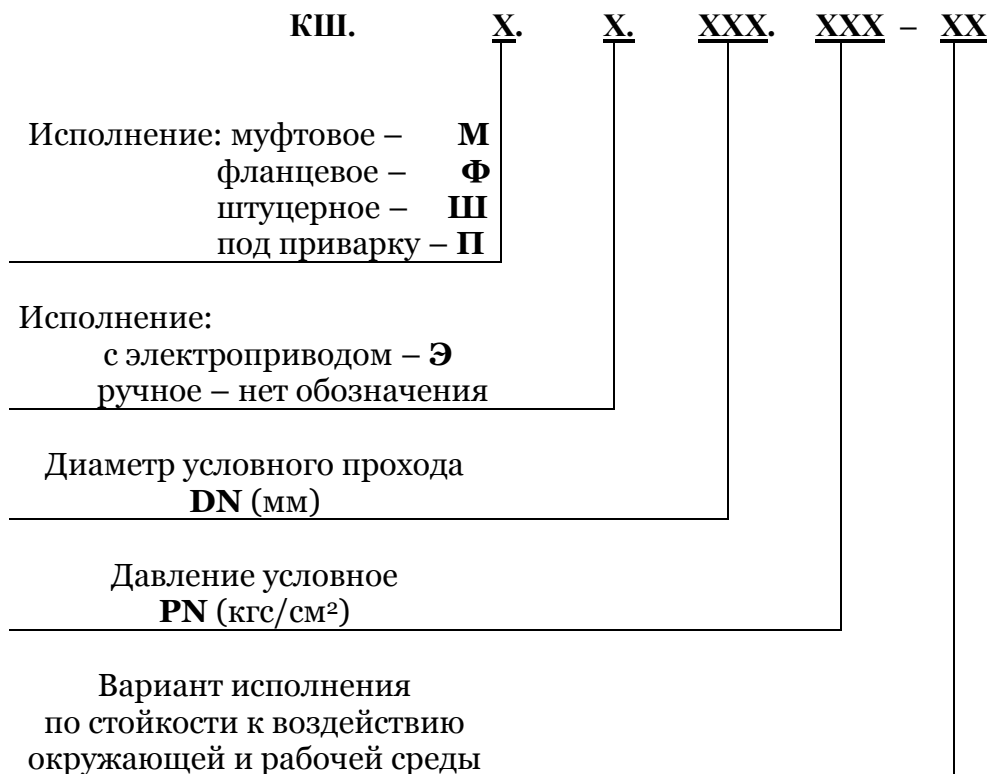 КШ. Х. Х. ХХХ. ХХХ – ХХ
Исполнение: муфтовое – М
фланцевое – Ф
штуцерное – Ш
под приварку – П
Исполнение:
с электроприводом – Э
ручное – нет обозначения
Диаметр условного прохода
DN (мм)
Давление условное
PN (кгс/см²)
Вариант исполнения
по стойкости к воздействию
окружающей и рабочей среды